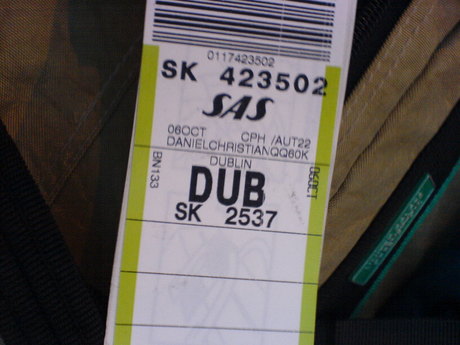 0117423502
SK 423502
SAS
06OCT CPH /AUT22
DANIELCHRISTIANQQ60K
DUBLIN
BN133
06OCT
DUB
SK 2537